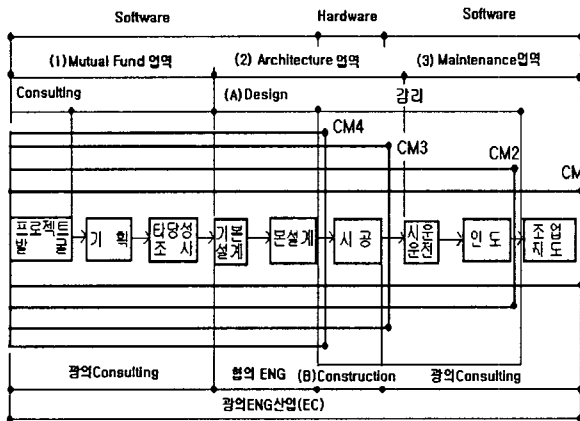 Software Hardware Software
(1)Mutual Fund 업역 (2) Architecture 업역 (3) Maintenance업역
Consulting (A)Design 감리
CM4
CM3
CM2
CM
프로젝트 발굴
기 획
타당성 조 사
기본 설계
본설계
시공
시운 운전
인 도
조업 지도
광의Consulting 협의 ENG (B)Construction 광의Consulting
광의ENG산업(EC)